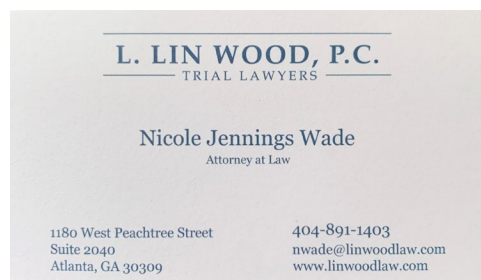 L. LIN WOOD, P.C.
TRIAL LAWYERS
Nicole Jennings Wade
Attorney at Law
1180 West Peachtree Street
Suite 2040
Atlanta, GA 30309
404-891-1403
nwade@linwoodlaw.com
www.linwoodlaw.com